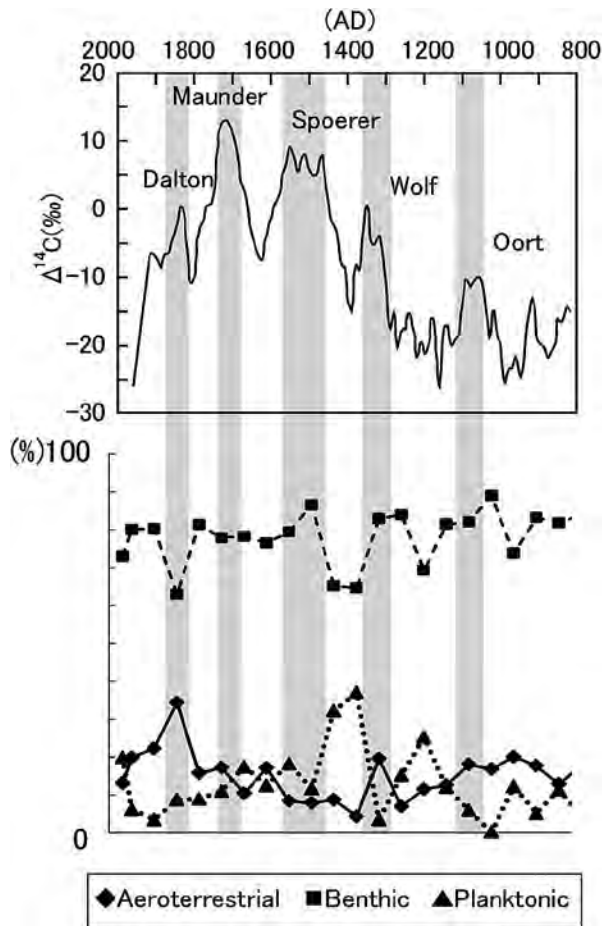 (AD)
2000 1800 1600 1400 1200 1000 800
20
Maunder
10
Spoerer
Dalton
0
Wolf
Δ¹⁴C(‰)
Oort
-10
-20
-30
(%)100
0
Aeroterrestrial Benthic Planktonic